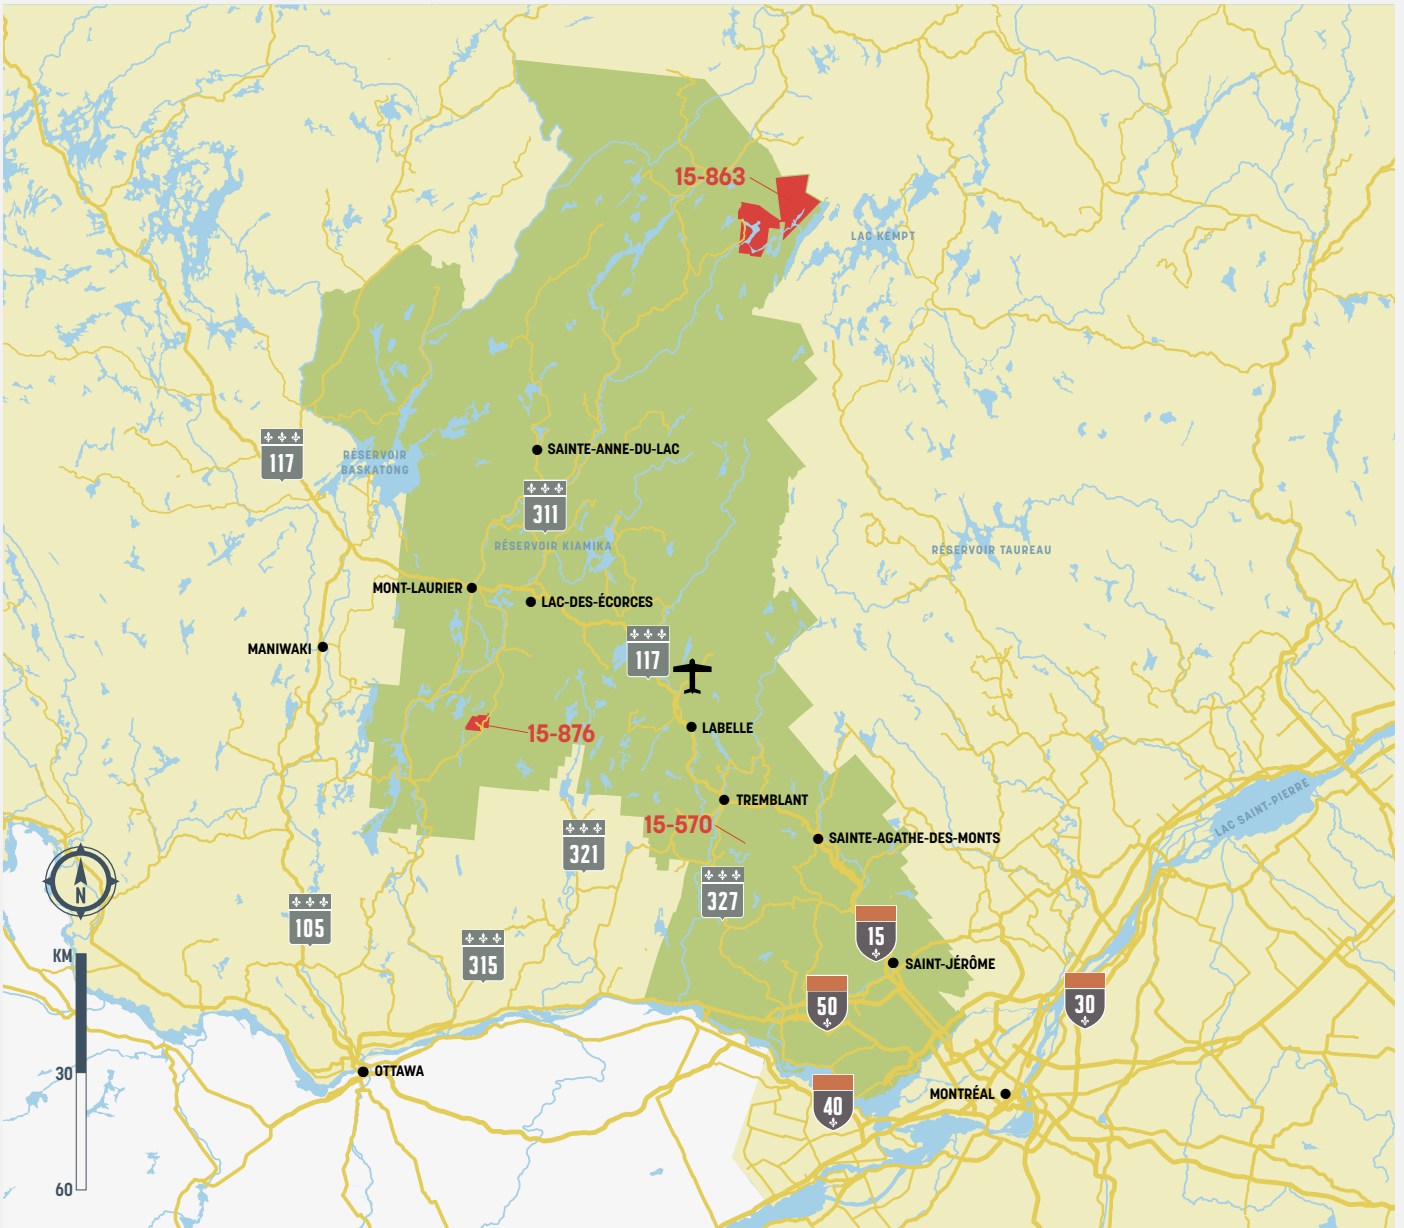 15-863
LAC KEMPT
SAINTE-ANNE-DU-LAC
117
RÉSERVOIR
BASKATONG
311
RÉSERVOIR KIAMIKA
RÉSERVOIR TAUREAU
MONT-LAURIER
LAC-DES-ÉCORCES
MANIWAKI
117
LABELLE
15-876
TREMBLANT
LAC SAINT-PIERRE
15-570
SAINTE-AGATHE-DES-MONTS
321
N
327
105
15
KM
315
SAINT-JÉRÔME
50
30
30
OTTAWA
MONTRÉAL
40
60